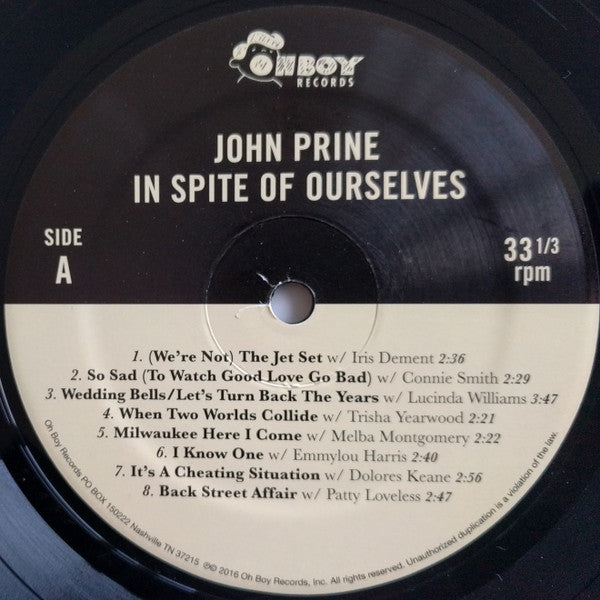 OH BOY
RECORDS
JOHN PRINE
IN SPITE OF OURSELVES
SIDE
A
33 1/3
rpm
1. (We're Not) The Jet Set w/ Iris Dement 2:36
2. So Sad (To Watch Good Love Go Bad) w/ Connie Smith 2:29
3. Wedding Bells/Let's Turn Back The Years w/ Lucinda Williams 3:47
4. When Two Worlds Collide w/ Trisha Yearwood 2:21
5. Milwaukee Here I Come w/ Melba Montgomery 2:22
6. I Know One w/ Emmylou Harris 2:40
7. It's A Cheating Situation w/ Dolores Keane 2:56
8. Back Street Affair w/ Patty Loveless 2:47
Oh Boy Records PO BOX 150222 Nashville TN 37215 ℗© 2016 Oh Boy Records, Inc. All rights reserved. Unauthorized duplication is a violation of the law.